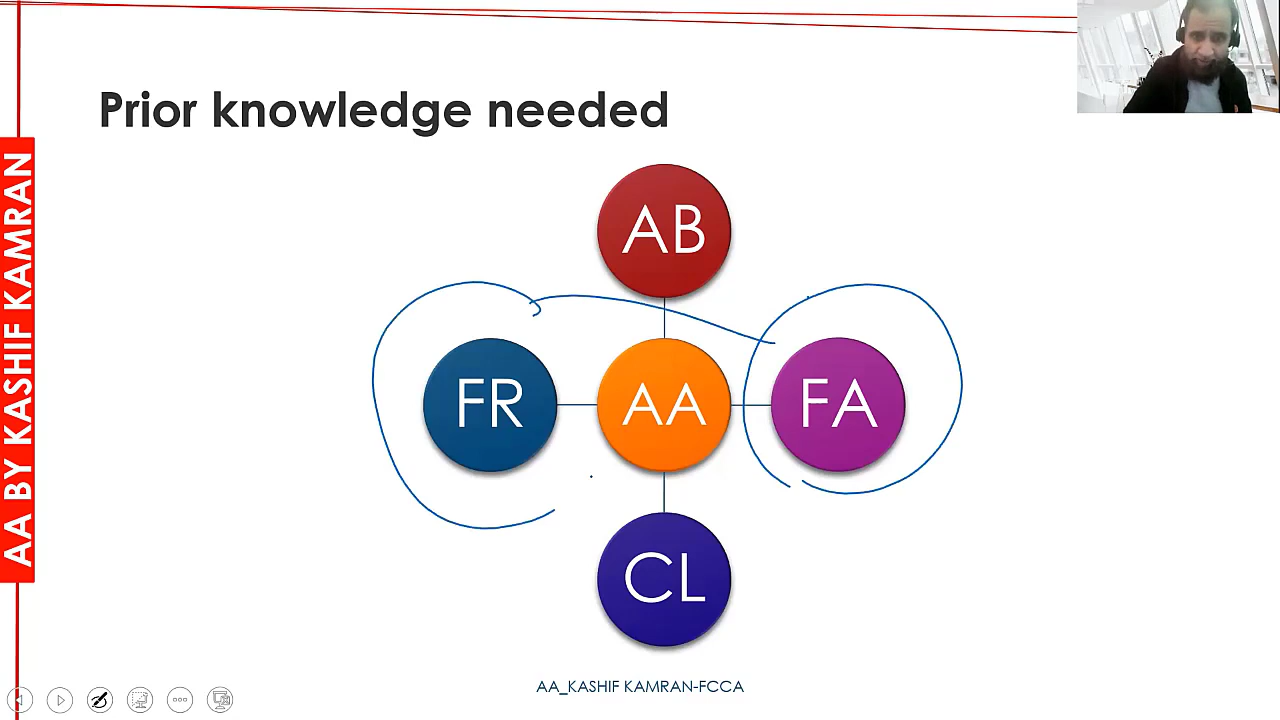 Prior knowledge needed
AA BY KASHIF KAMRAN
AB
FR
AA
FA
CL
AA_KASHIF KAMRAN-FCCA